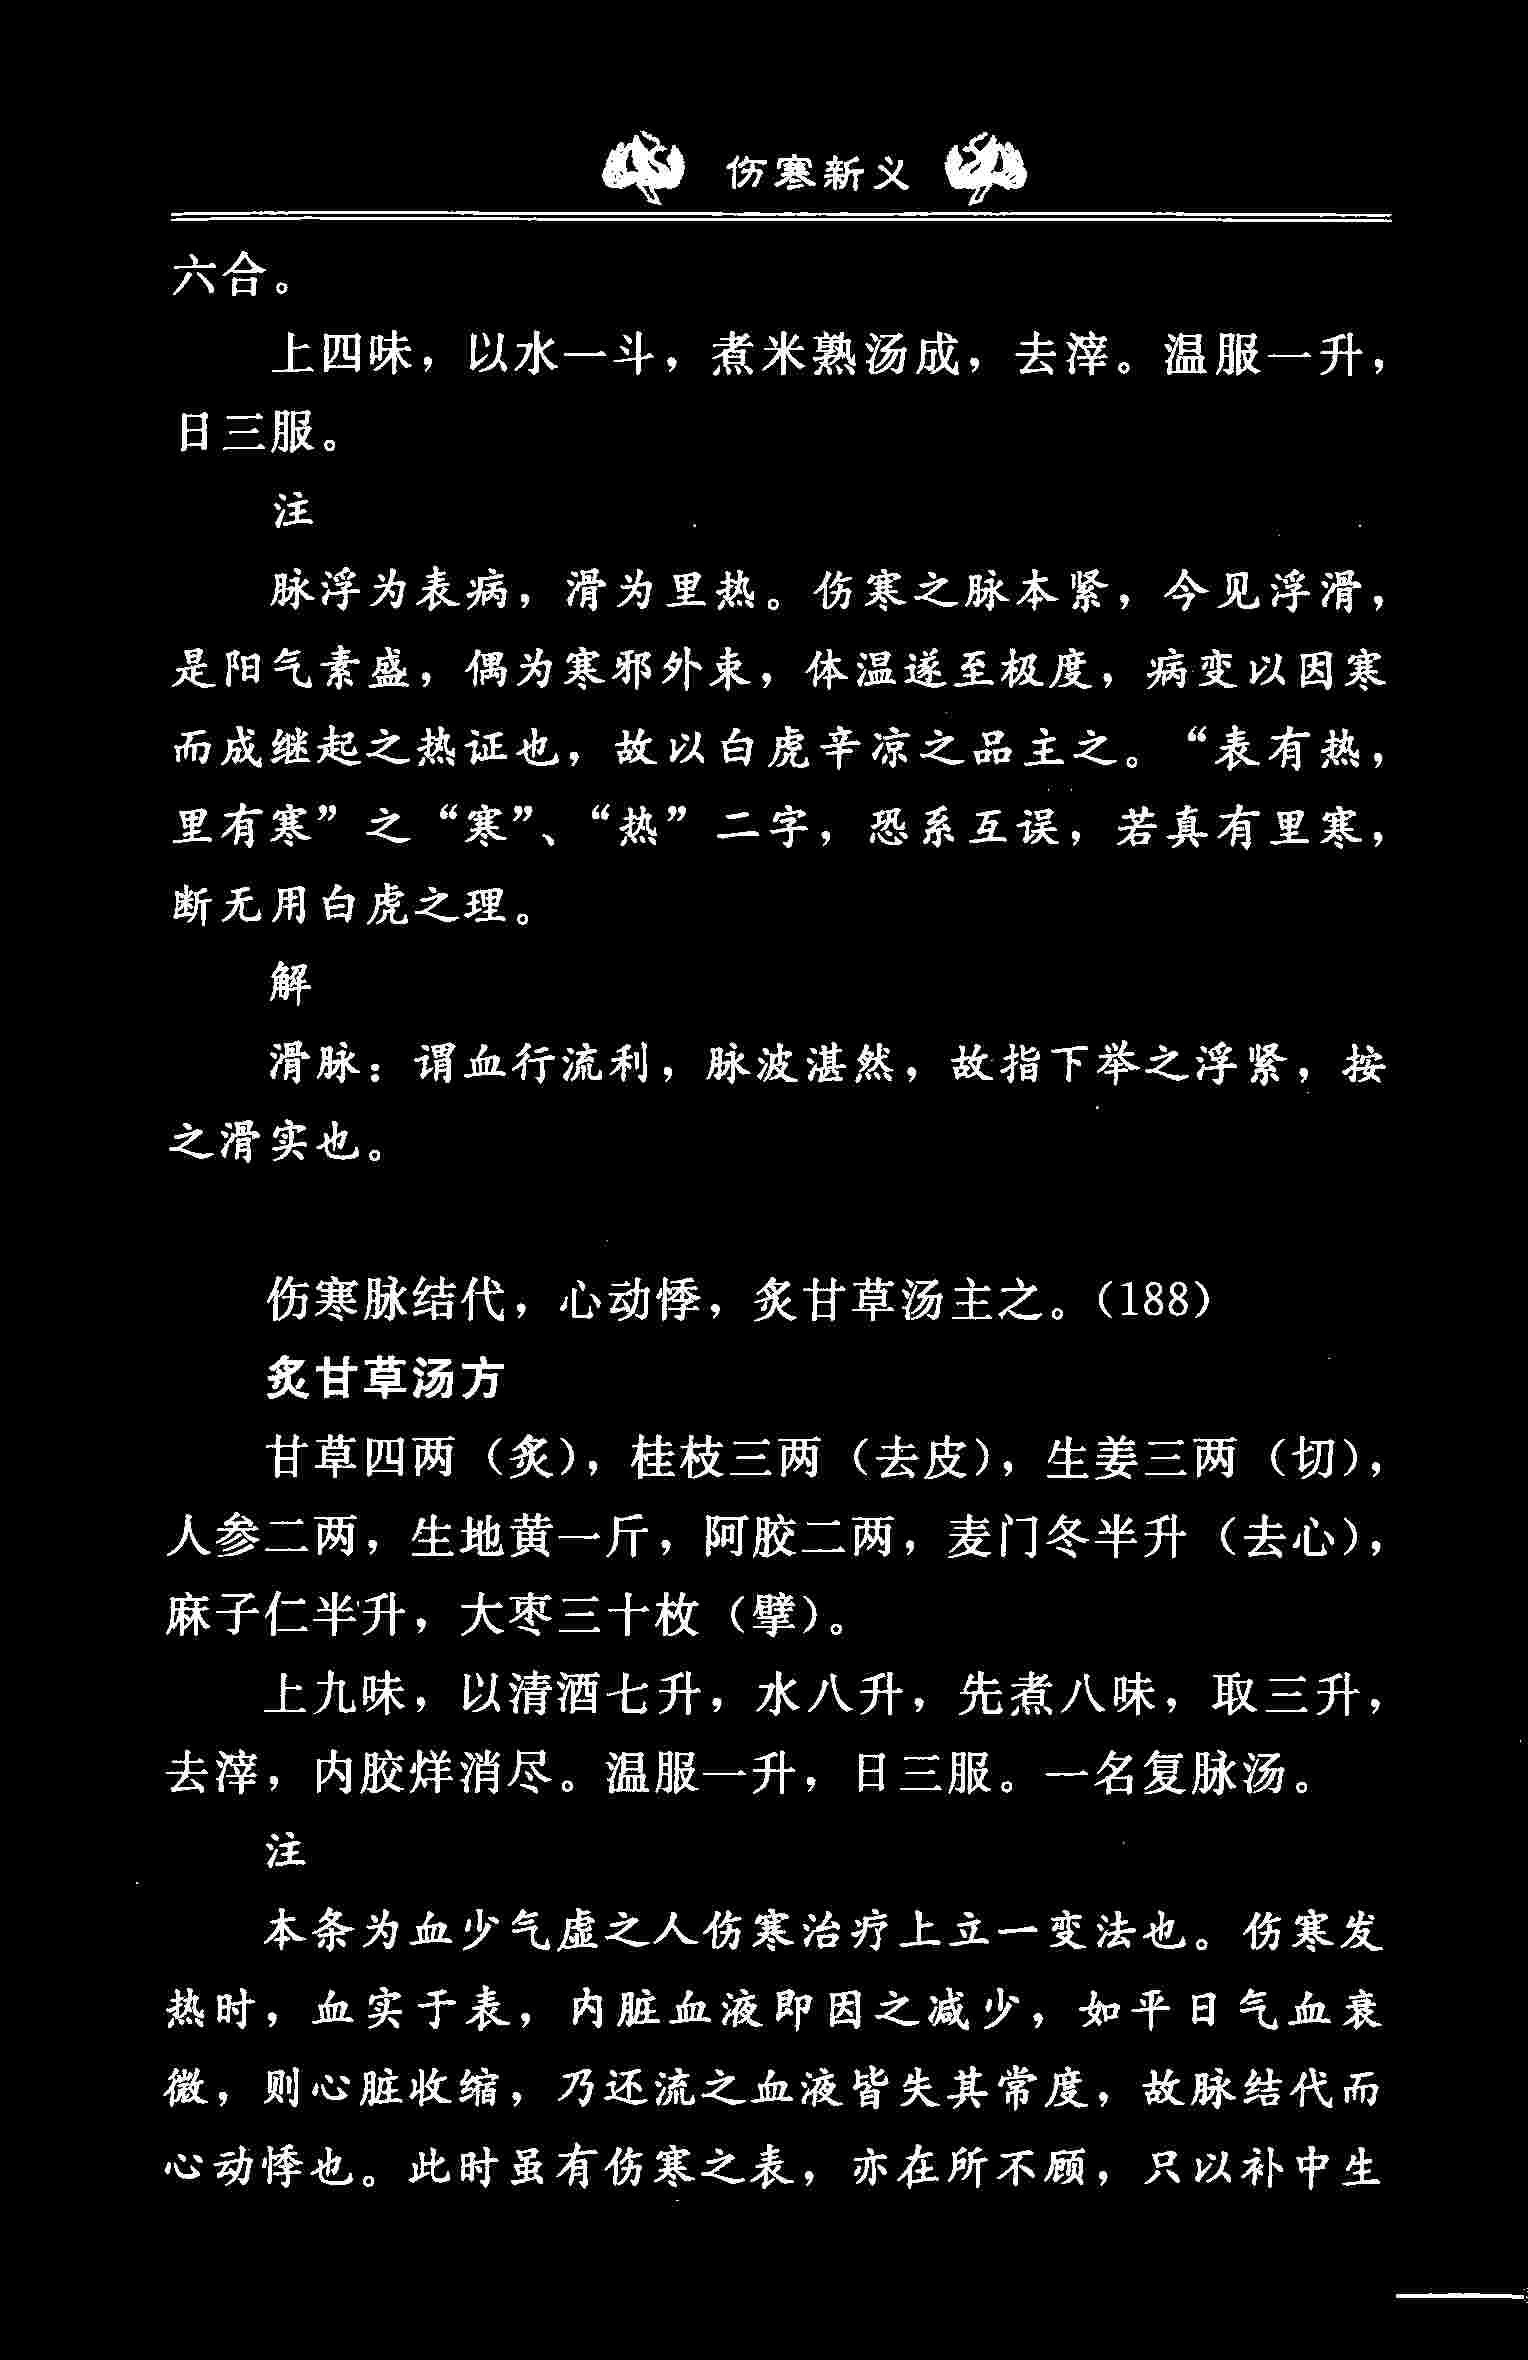 伤寒新义
六合。
上四味，以水一斗，煮米熟汤成，去滓。温服一升，
日三服。
注
脉浮为表病，滑为里热。伤寒之脉本紧，今见浮滑，
是阳气素盛，偶为寒邪外束，体温遂至极度，病变以因寒
而成继起之热证也，故以白虎辛凉之品主之。“表有热，
里有寒”之“寒”、“热”二字，恐系互误，若真有里寒，
断无用白虎之理。
解
滑脉：谓血行流利，脉波湛然，故指下举之浮紧，按
之滑实也。
伤寒脉结代，心动悸，炙甘草汤主之。（188）
炙甘草汤方
甘草四两（炙），桂枝三两（去皮），生姜三两（切），
人参二两，生地黄一斤，阿胶二两，麦门冬半升（去心），
麻子仁半升，大枣三十枚（擘）。
上九味，以清酒七升，水八升，先煮八味，取三升，
去滓，内胶烊消尽。温服一升，日三服。一名复脉汤。
注
本条为血少气虚之人伤寒治疗上立一变法也。伤寒发
热时，血实于表，内脏血液即因之减少，如平日气血衰
微，则心脏收缩，乃还流之血液皆失其常度，故脉结代而
心动悸也。此时虽有伤寒之表，亦在所不顾，只以补中生